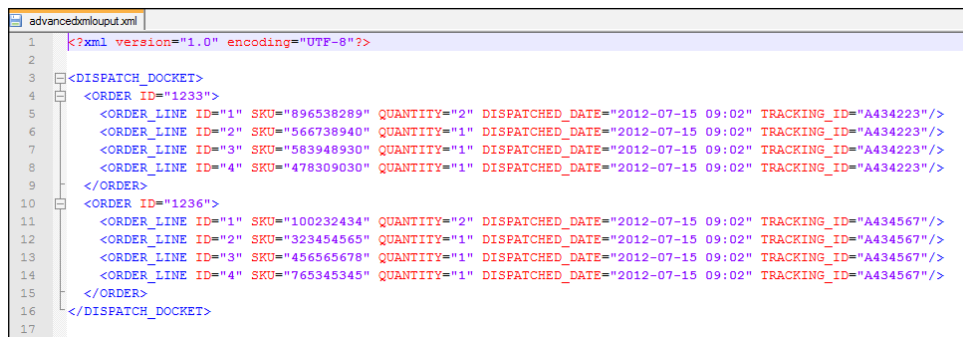 advancedxmlouput.xml
1 <?xml version="1.0" encoding="UTF-8"?>
2
3 <DISPATCH_DOCKET>
4 <ORDER ID="1233">
5 <ORDER_LINE ID="1" SKU="896538289" QUANTITY="2" DISPATCHED_DATE="2012-07-15 09:02" TRACKING_ID="A434223"/>
6 <ORDER_LINE ID="2" SKU="566738940" QUANTITY="1" DISPATCHED_DATE="2012-07-15 09:02" TRACKING_ID="A434223"/>
7 <ORDER_LINE ID="3" SKU="583948930" QUANTITY="1" DISPATCHED_DATE="2012-07-15 09:02" TRACKING_ID="A434223"/>
8 <ORDER_LINE ID="4" SKU="478309030" QUANTITY="1" DISPATCHED_DATE="2012-07-15 09:02" TRACKING_ID="A434223"/>
9 </ORDER>
10 <ORDER ID="1236">
11 <ORDER_LINE ID="1" SKU="100232434" QUANTITY="2" DISPATCHED_DATE="2012-07-15 09:02" TRACKING_ID="A434567"/>
12 <ORDER_LINE ID="2" SKU="323454565" QUANTITY="1" DISPATCHED_DATE="2012-07-15 09:02" TRACKING_ID="A434567"/>
13 <ORDER_LINE ID="3" SKU="456565678" QUANTITY="1" DISPATCHED_DATE="2012-07-15 09:02" TRACKING_ID="A434567"/>
14 <ORDER_LINE ID="4" SKU="765345345" QUANTITY="1" DISPATCHED_DATE="2012-07-15 09:02" TRACKING_ID="A434567"/>
15 </ORDER>
16 </DISPATCH_DOCKET>
17